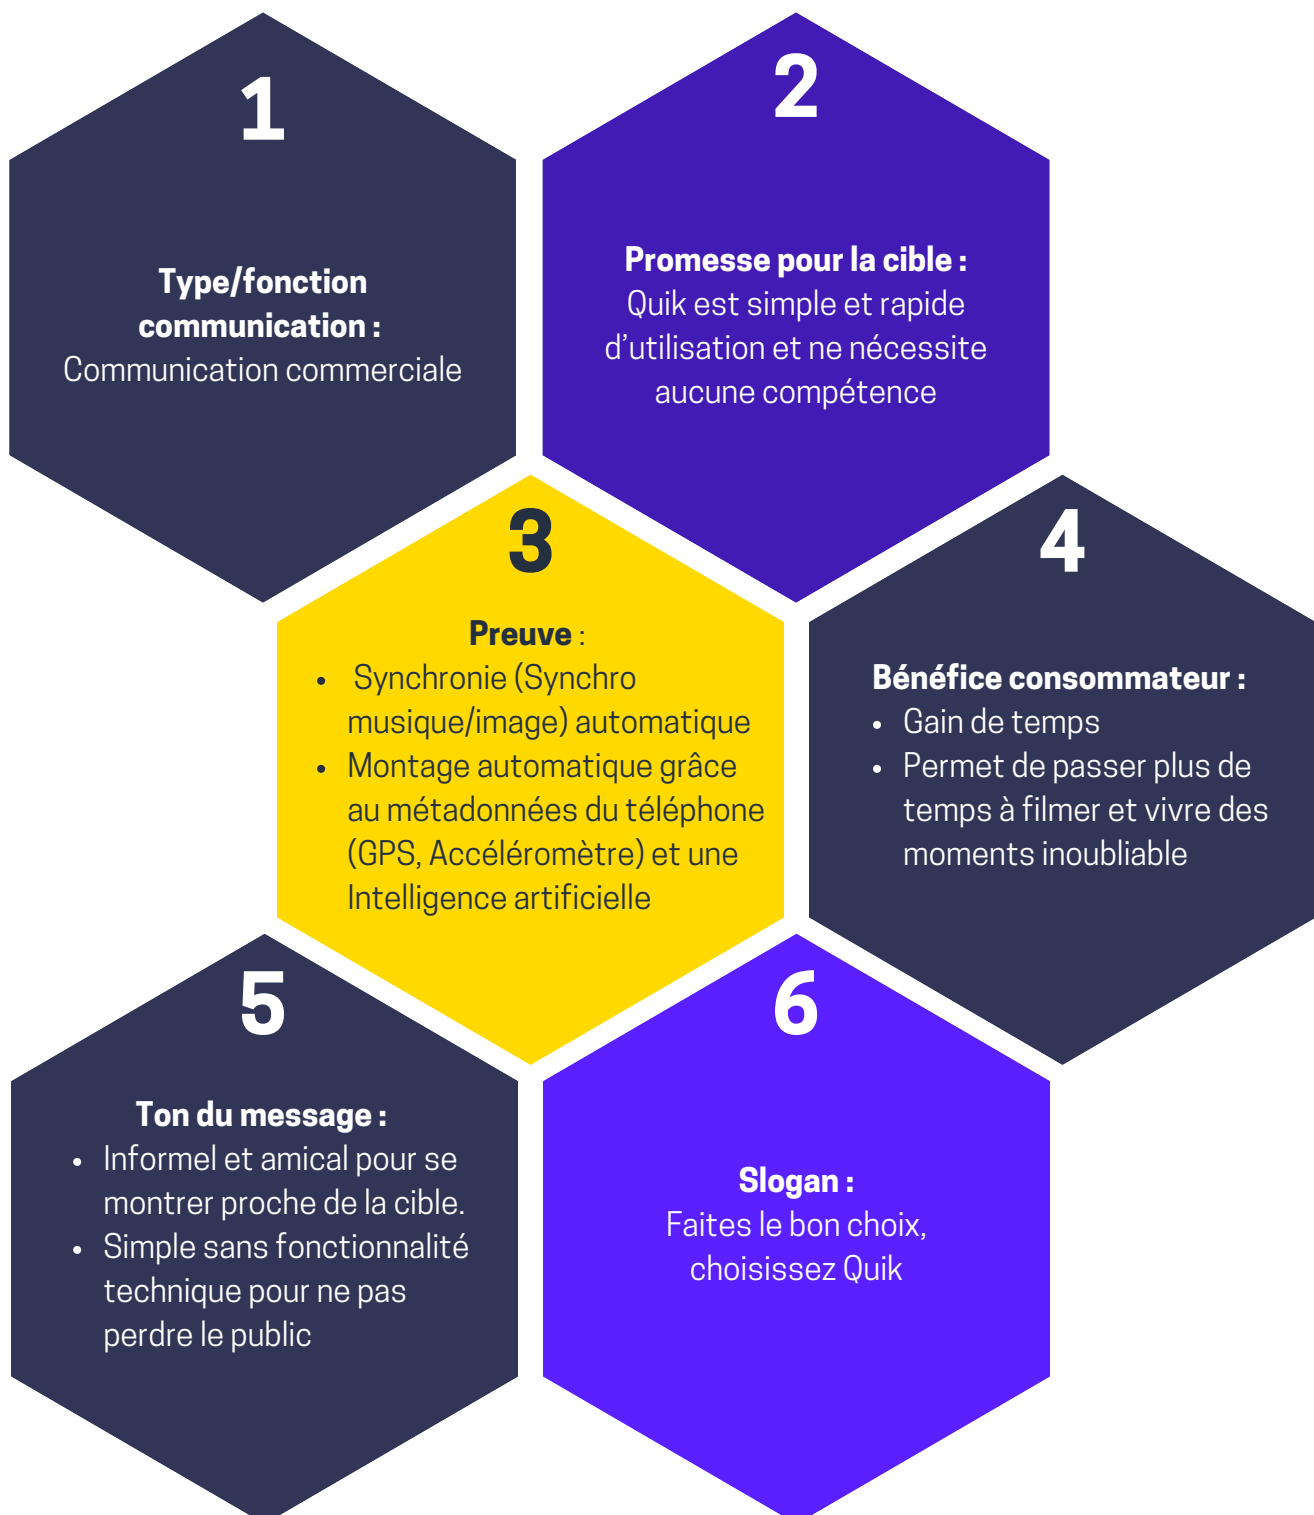 1
Type/fonction
communication :
Communication commerciale
2
Promesse pour la cible :
Quik est simple et rapide
d’utilisation et ne nécessite
aucune compétence
3
Preuve :
• Synchronie (Synchro
musique/image) automatique
• Montage automatique grâce
au métadonnées du téléphone
(GPS, Accéléromètre) et une
Intelligence artificielle
4
Bénéfice consommateur :
• Gain de temps
• Permet de passer plus de
temps à filmer et vivre des
moments inoubliable
5
Ton du message :
• Informel et amical pour se
montrer proche de la cible.
• Simple sans fonctionnalité
technique pour ne pas
perdre le public
6
Slogan :
Faites le bon choix,
choisissez Quik